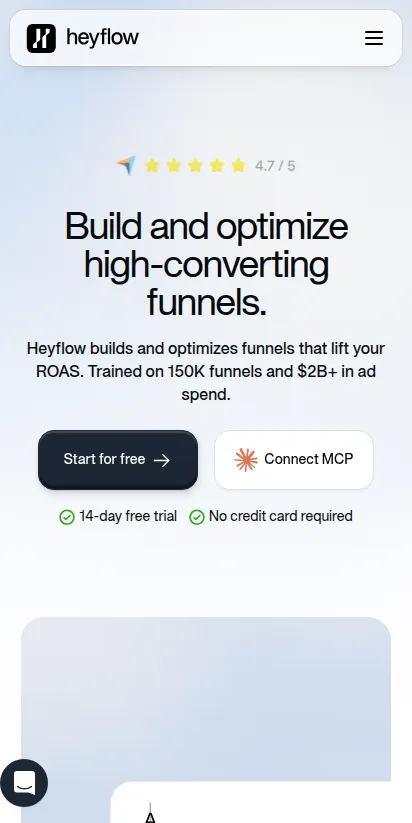 heyflow
4.7 / 5
Build and optimize
high-converting
funnels.
Heyflow builds and optimizes funnels that lift your
ROAS. Trained on 150K funnels and $2B+ in ad
spend.
Start for free
Connect MCP
14-day free trial
No credit card required